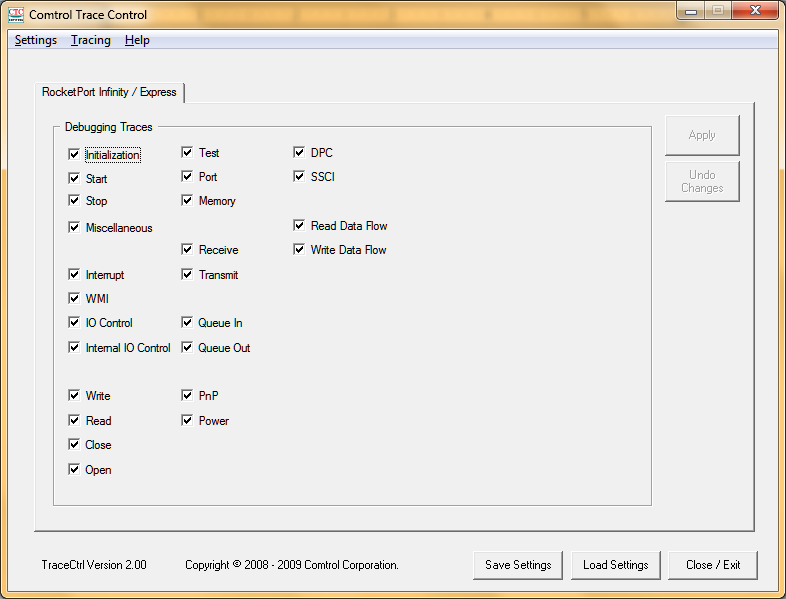 Comtrol Trace Control
Settings Tracing Help
RocketPort Infinity / Express
Debugging Traces
Initialization Test DPC
Start Port SSCI
Stop Memory
Miscellaneous Read Data Flow
Receive Write Data Flow
Interrupt Transmit
WMI
IO Control Queue In
Internal IO Control Queue Out
Write PnP
Read Power
Close
Open
Apply
Undo
Changes
TraceCtrl Version 2.00 Copyright © 2008 - 2009 Comtrol Corporation. Save Settings Load Settings Close / Exit